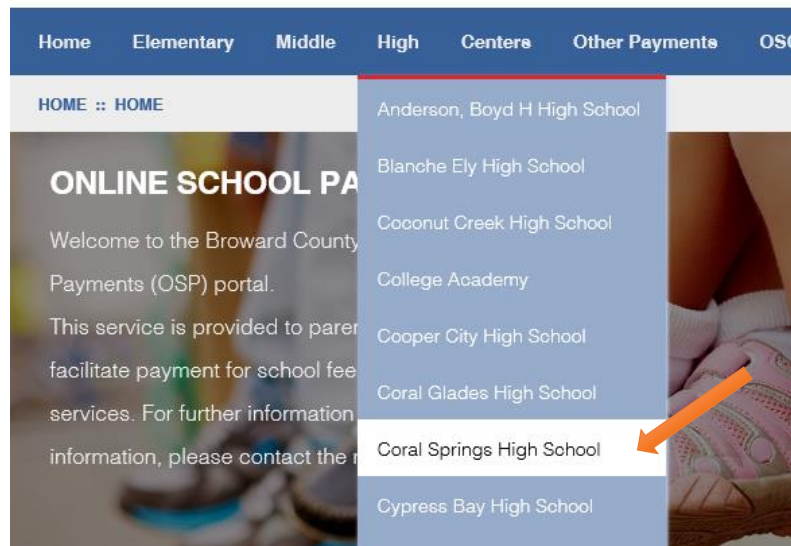 Home Elementary Middle High Centers Other Payments
HOME :: HOME
ONLINE SCHOOL
Welcome to the Broward County
Payments (OSP) portal.
This service is provided to
facilitate payment for school
services. For further information
information, please contact the
Anderson, Boyd H High School
Blanche Ely High School
Coconut Creek High School
College Academy
Cooper City High School
Coral Glades High School
Coral Springs High School
Cypress Bay High School